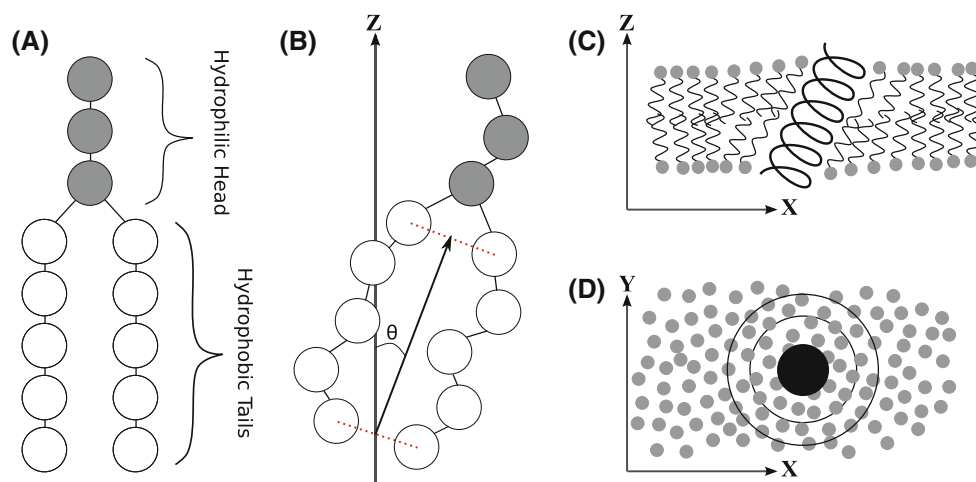 (A)
Hydrophilic Head
Hydrophobic Tails
(B)
Z
θ
(C)
Z
X
(D)
Y
X